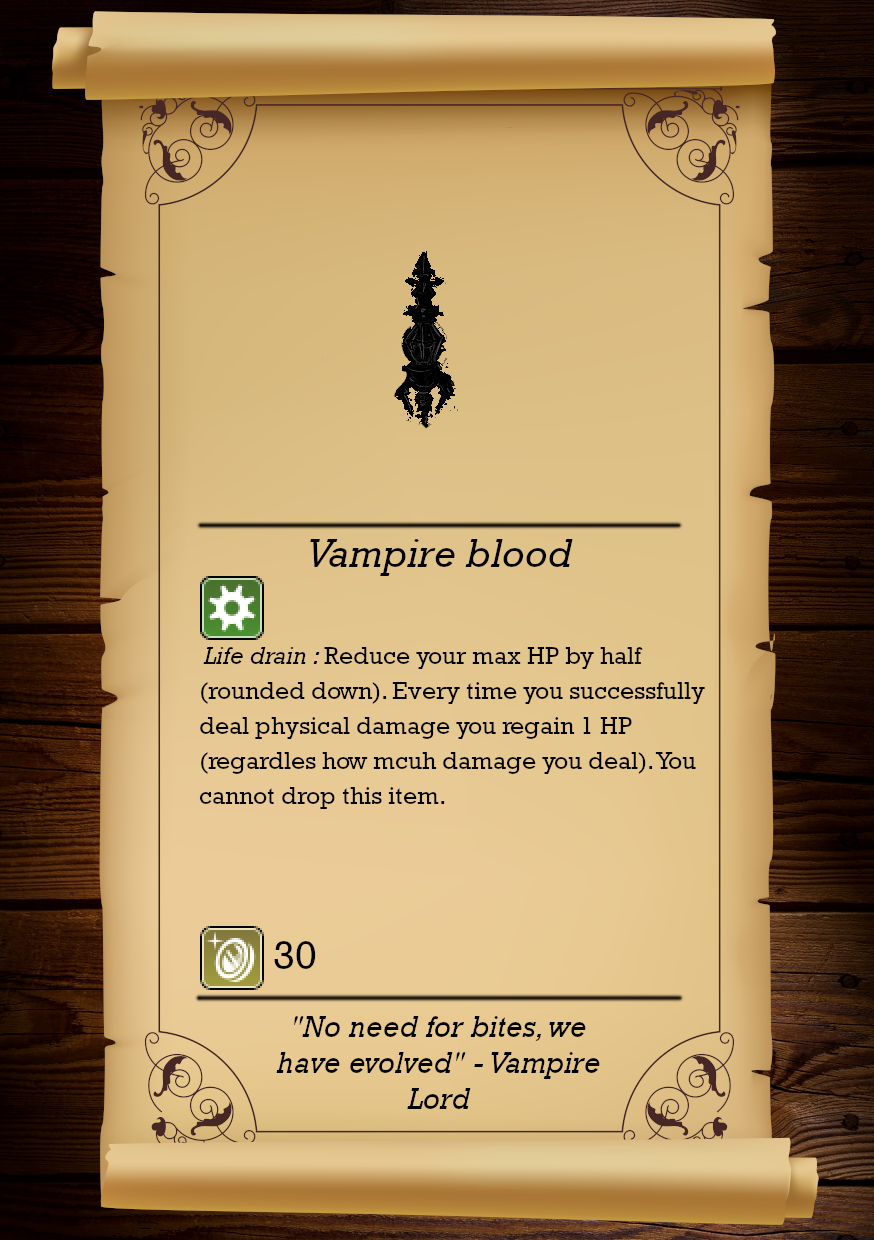 Vampire blood
Life drain : Reduce your max HP by half
(rounded down). Every time you successfully
deal physical damage you regain 1 HP
(regardles how mcuh damage you deal). You
cannot drop this item.
30
"No need for bites, we
have evolved" - Vampire
Lord